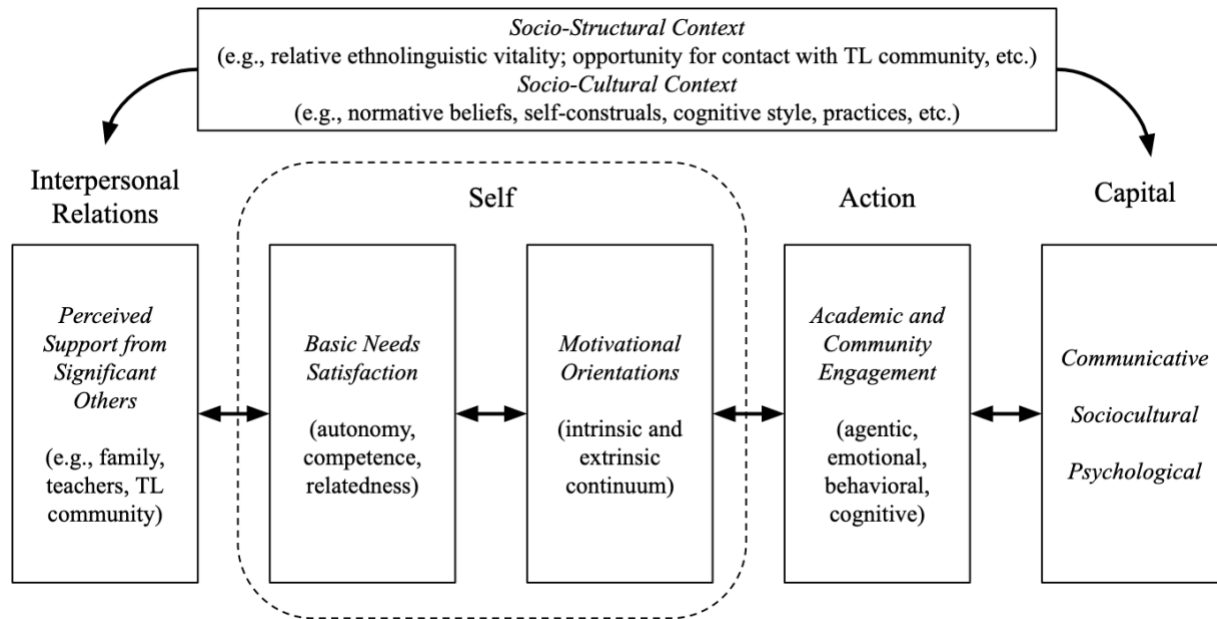 Socio-Structural Context
(e.g., relative ethnolinguistic vitality; opportunity for contact with TL community, etc.)
Socio-Cultural Context
(e.g., normative beliefs, self-construals, cognitive style, practices, etc.)
Interpersonal
Relations
Self
Action
Capital
Perceived
Support from
Significant
Others
(e.g., family,
teachers, TL
community)
Basic Needs
Satisfaction
(autonomy,
competence,
relatedness)
Motivational
Orientations
(intrinsic and
extrinsic
continuum)
Academic and
Community
Engagement
(agentic,
emotional,
behavioral,
cognitive)
Communicative
Sociocultural
Psychological